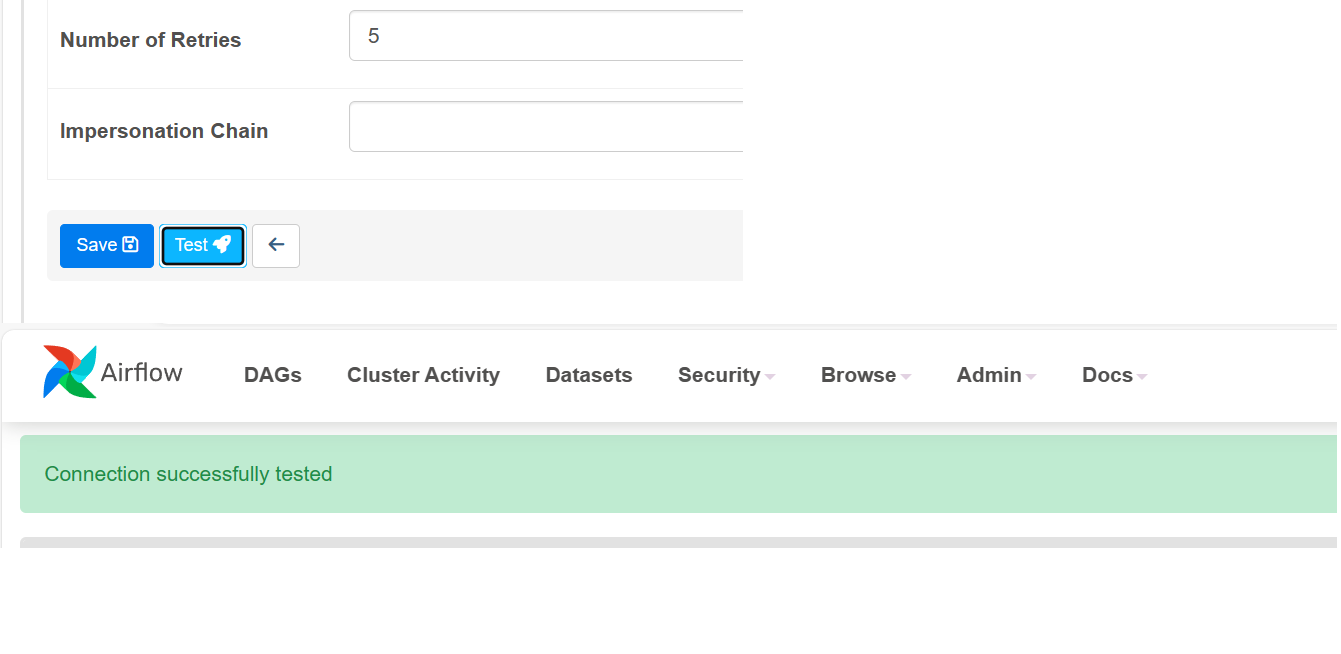 Number of Retries 5
Impersonation Chain
Save Test
Airflow DAGs Cluster Activity Datasets Security Browse Admin Docs
Connection successfully tested